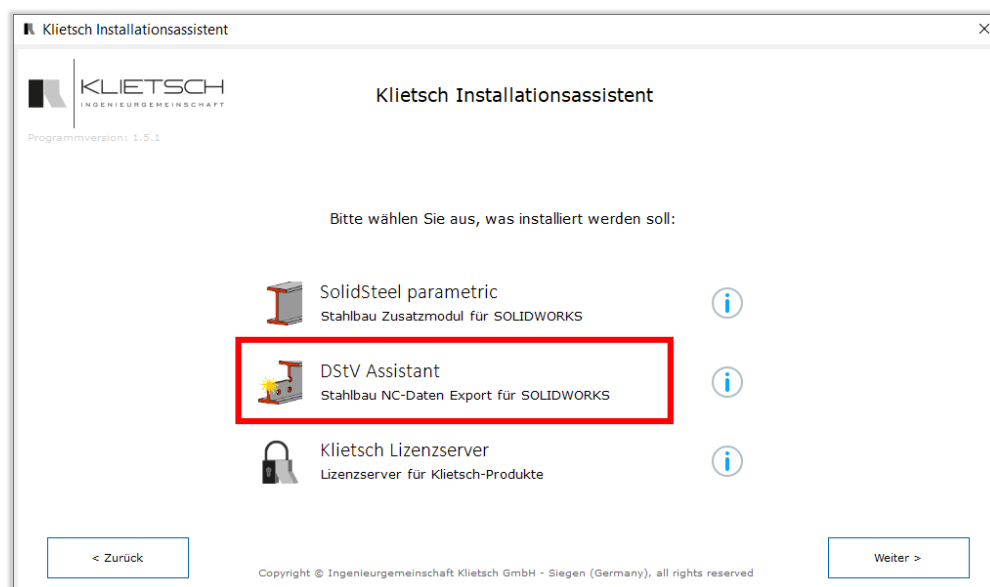 Klietsch Installationsassistent
KLIETSCH
INGENIEURGEMEINSCHAFT
Klietsch Installationsassistent
Programmversion: 1.5.1
Bitte wählen Sie aus, was installiert werden soll:
SolidSteel parametric
Stahlbau Zusatzmodul für SOLIDWORKS
DStV Assistant
Stahlbau NC-Daten Export für SOLIDWORKS
Klietsch Lizenzserver
Lizenzserver für Klietsch-Produkte
< Zurück
Weiter >
Copyright © Ingenieurgemeinschaft Klietsch GmbH - Siegen (Germany), all rights reserved